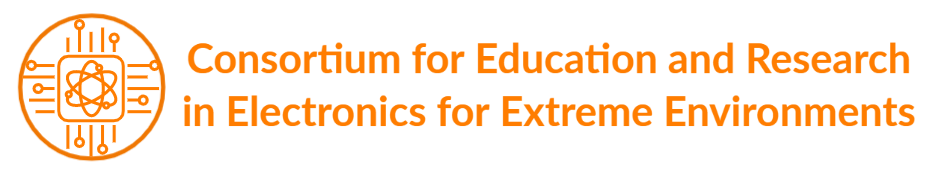 Consortium for Education and Research
in Electronics for Extreme Environments